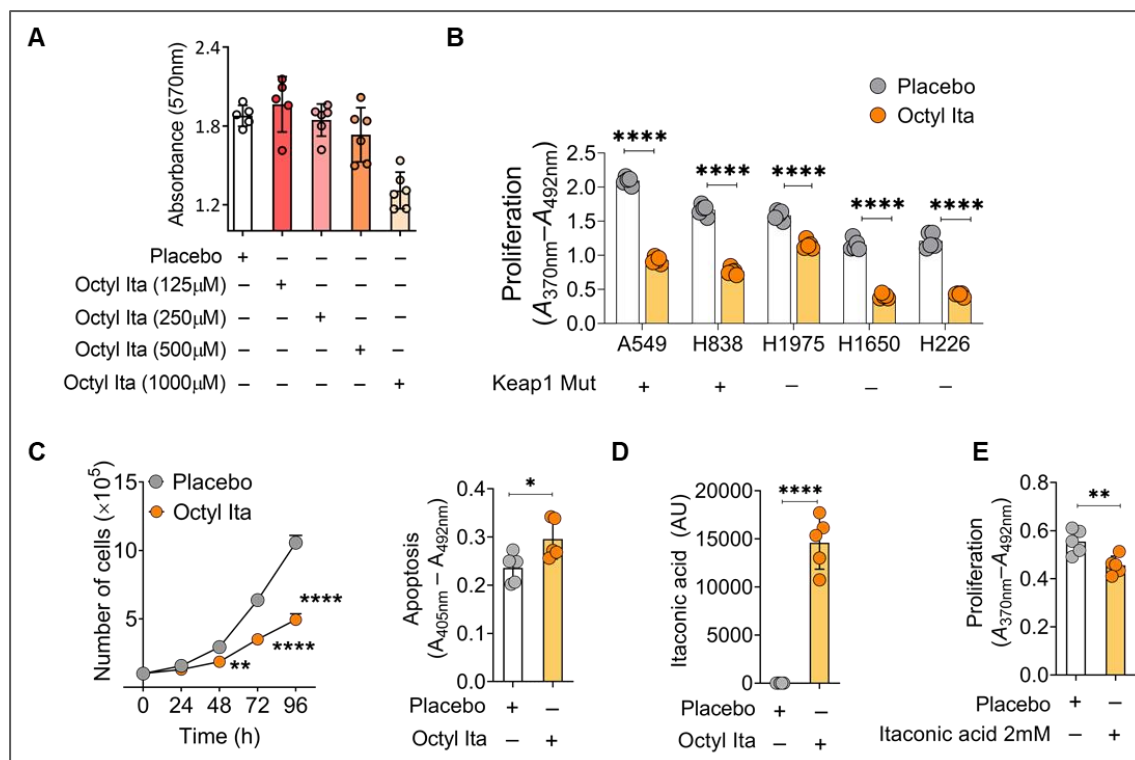 A
Absorbance (570nm)
2.4
1.8
1.2
Placebo + – – – –
Octyl Ita (125μM) – + – – –
Octyl Ita (250μM) – – + – –
Octyl Ita (500μM) – – – + –
Octyl Ita (1000μM) – – – – +
B
Placebo
Octyl Ita
Proliferation
(A370nm–A492nm)
2.5
2.0
1.5
1.0
0.5
0.0
**** **** **** **** ****
A549 H838 H1975 H1650 H226
Keap1 Mut + + – – –
C
Number of cells (×10⁵)
15
10
5
Placebo
Octyl Ita
**
****
****
0 24 48 72 96
Time (h)
Apoptosis
(A405nm – A492nm)
0.4
0.3
0.2
0.1
0.0
*
Placebo + –
Octyl Ita – +
D
Itaconic acid (AU)
20000
15000
10000
5000
0
****
Placebo + –
Octyl Ita – +
E
Proliferation
(A370nm–A492nm)
0.8
0.6
0.4
0.2
0.0
**
Placebo + –
Itaconic acid 2mM – +